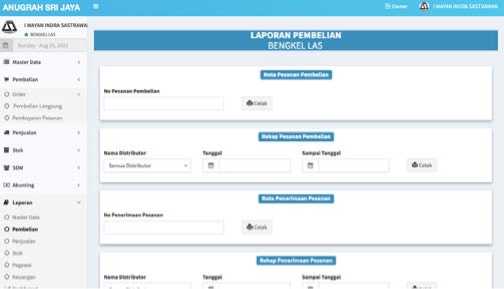 ANUGRAH SRI JAYA
Owner
I WAYAN INDRA SASTRAWAN
I WAYAN INDRA SASTRAWAN
BENGKEL LAS
Sunday - Aug 15, 2021
Master Data
Pembelian
Order
Pembelian Langsung
Pembayaran Pesanan
Penjualan
Stok
SDM
Akunting
Laporan
Master Data
Pembelian
Penjualan
Stok
Pegawai
Keuangan
LAPORAN PEMBELIAN
BENGKEL LAS
Nota Pesanan Pembelian
No Pesanan Pembelian
Cetak
Rekap Pesanan Pembelian
Nama Distributor
Tanggal
Sampai Tanggal
Semua Distributor
Cetak
Nota Penerimaan Pesanan
No Penerimaan Pesanan
Cetak
Rekap Penerimaan Pesanan
Nama Distributor
Tanggal
Sampai Tanggal